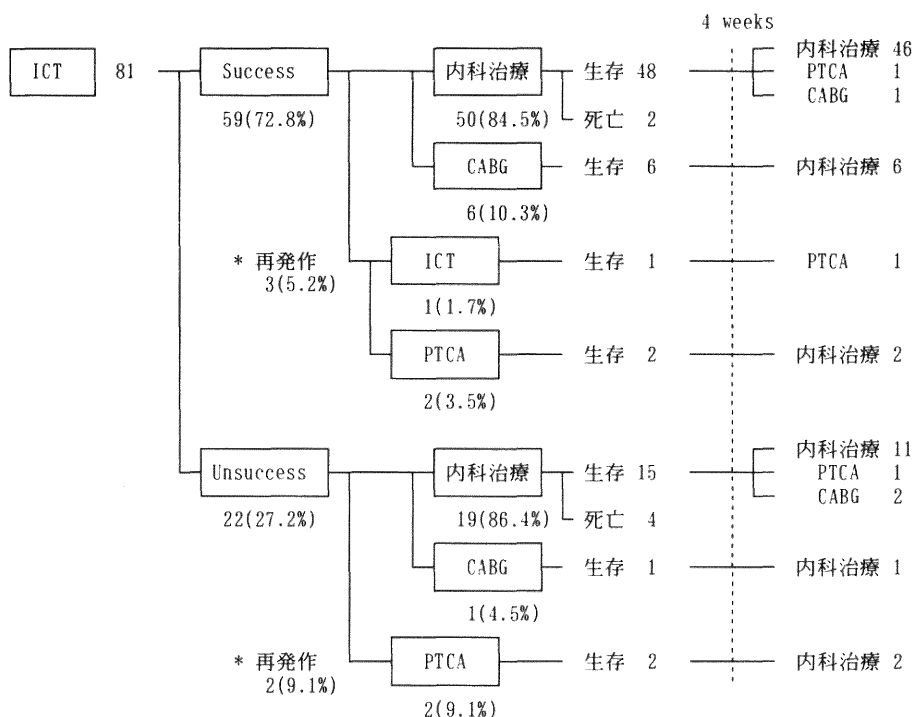 4 weeks
ICT 81 Success 内科治療 生存 48 内科治療 46
PTCA 1
CABG 1
59(72.8%) 50(84.5%) 死亡 2
CABG 生存 6 内科治療 6
6(10.3%)
* 再発作 ICT 生存 1 PTCA 1
3(5.2%)
1(1.7%)
PTCA 生存 2 内科治療 2
2(3.5%)
Unsuccess 内科治療 生存 15 内科治療 11
PTCA 1
CABG 2
22(27.2%) 19(86.4%) 死亡 4
CABG 生存 1 内科治療 1
1(4.5%)
* 再発作 PTCA 生存 2 内科治療 2
2(9.1%)
2(9.1%)